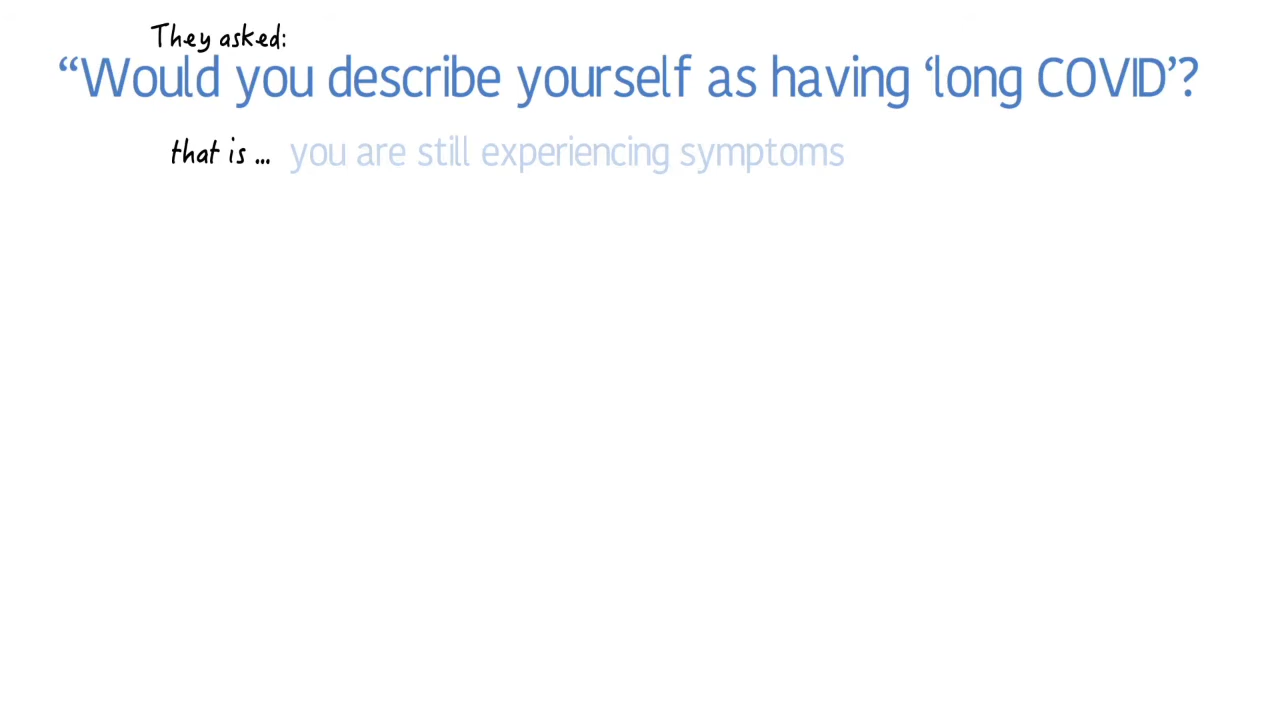 They asked:
“Would you describe yourself as having ‘long COVID’?
that is ... you are still experiencing symptoms